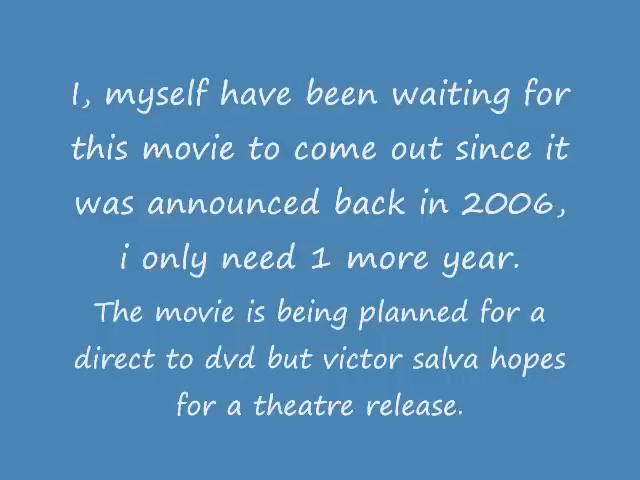 I, myself have been waiting for
this movie to come out since it
was announced back in 2006,
i only need 1 more year.
The movie is being planned for a
direct to dvd but victor salva hopes
for a theatre release.